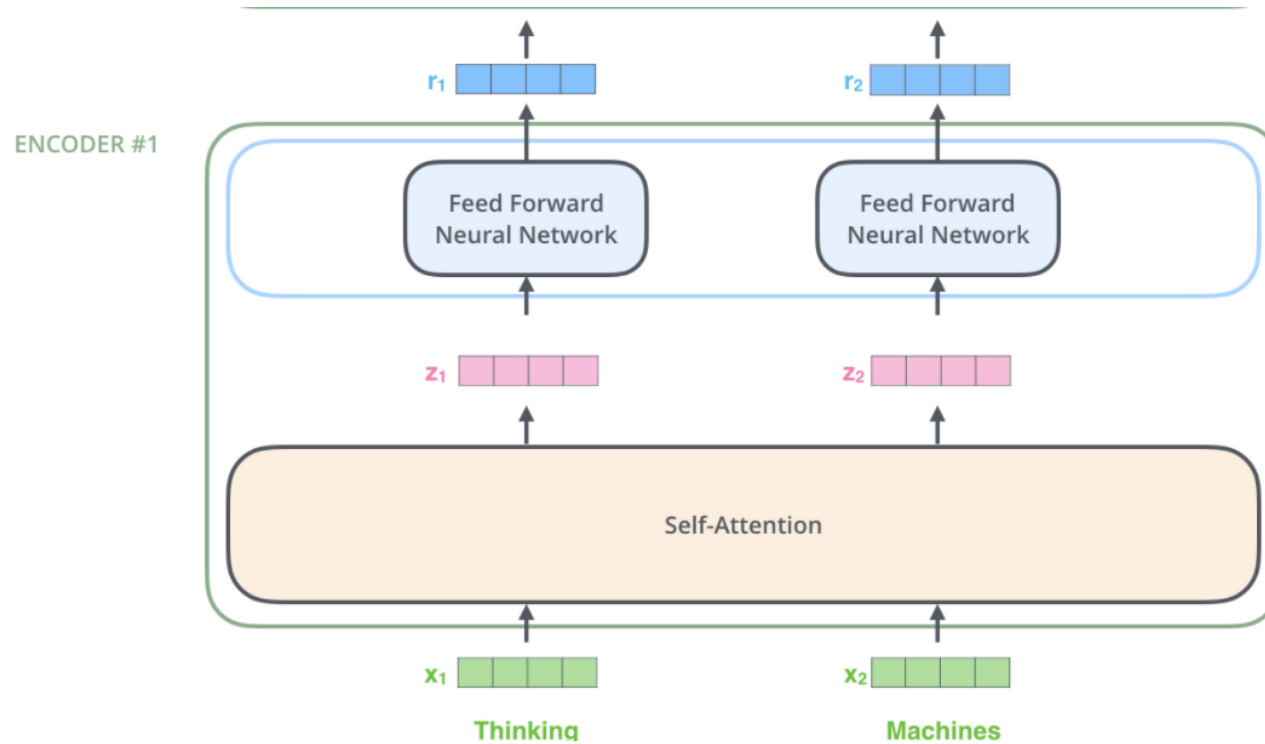 r₁
r₂
ENCODER #1
Feed Forward
Neural Network
Feed Forward
Neural Network
z₁
z₂
Self-Attention
x₁
x₂
Thinking
Machines